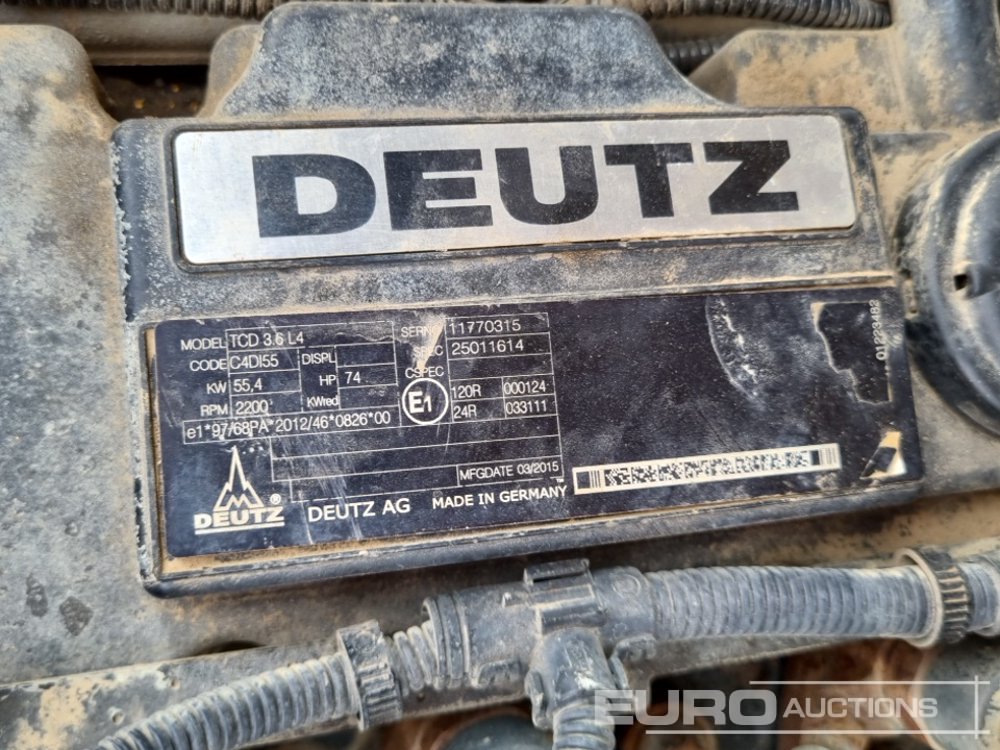 DEUTZ
MODEL TCD 3.6 L4
CODE C4DI55 DISPL
KW 55,4 HP 74
RPM 2200 KWred
e1*97/68PA*2012/46*0826*00
SERNO 11770315
SPEC 25011614
CSPEC
E1 120R 000124
24R 033111
MFGDATE 03/2015
DEUTZ ® DEUTZ AG MADE IN GERMANY
01223482
EURO AUCTIONS